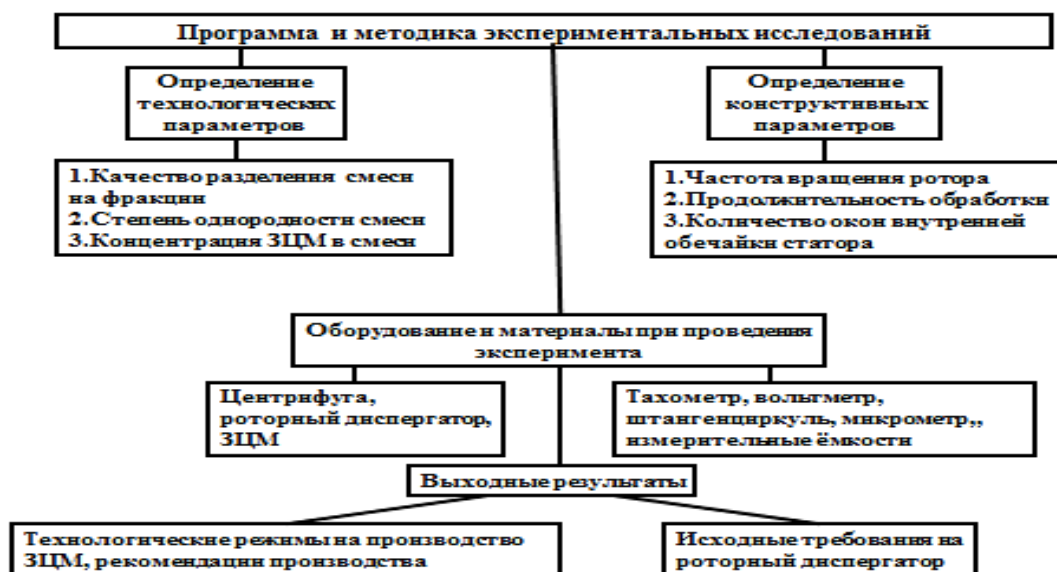 Программа и методика экспериментальных исследований
Определение
технологических
параметров
Определение
конструктивных
параметров
1.Качество разделения смеси
на фракции
2.Степень однородности смеси
3.Концентрация ЗЦМ в смеси
1.Частота вращения ротора
2.Продолжительность обработки
3.Количество окон внутренней
обечайки статора
Оборудование и материалы при проведения
эксперимента
Центрифуга,
роторный диспергатор,
ЗЦМ
Тахометр, вольтметр,
штангенциркуль, микрометр,,
измерительные ёмкости
Выходные результаты
Технологические режимы на производство
ЗЦМ, рекомендации производства
Исходные требования на
роторный диспергатор